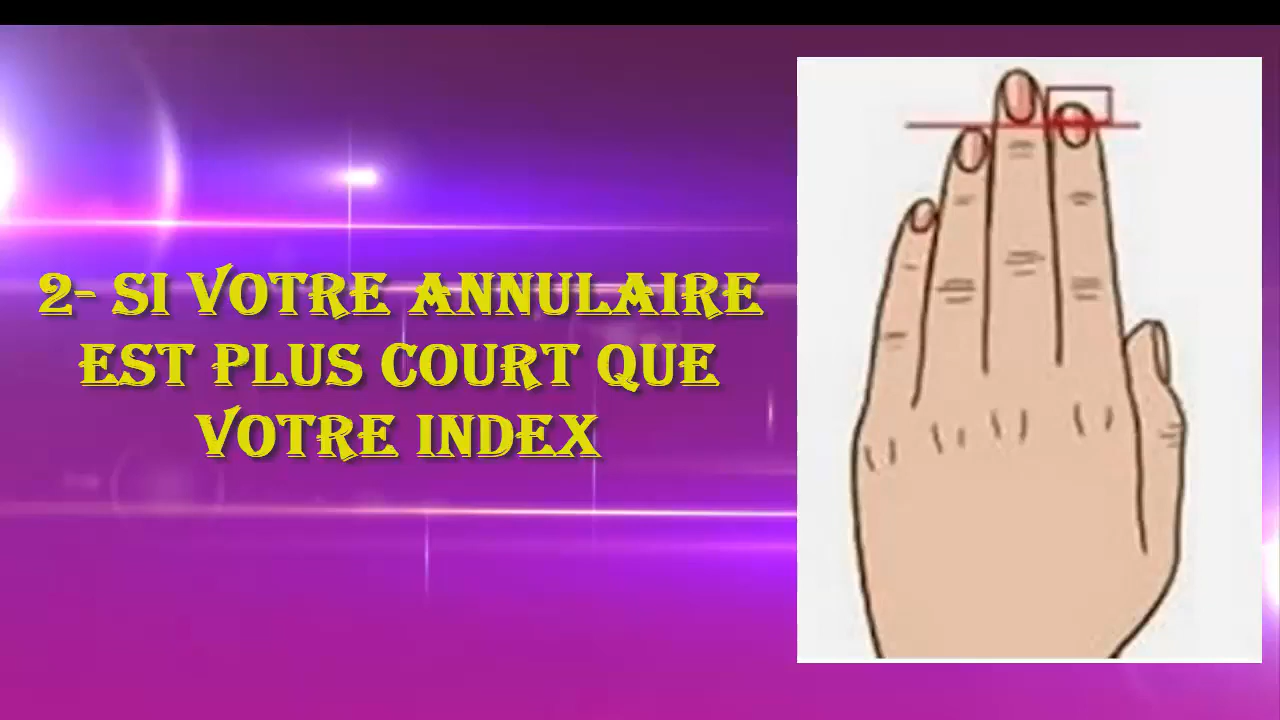 2- SI VOTRE ANNULAIRE
EST PLUS COURT QUE
VOTRE INDEX